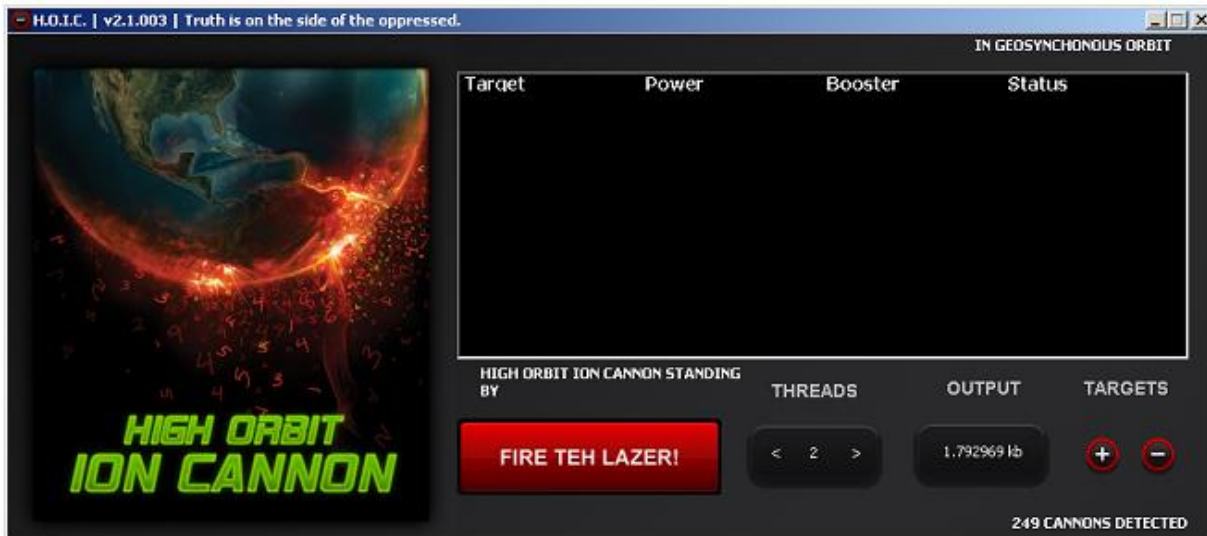 H.O.I.C. | v2.1.003 | Truth is on the side of the oppressed.
IN GEOSYNCHONOUS ORBIT
Target Power Booster Status
HIGH ORBIT ION CANNON STANDING
BY
THREADS OUTPUT TARGETS
FIRE TEH LAZER!
< 2 >
1.792969 kb
+ -
HIGH ORBIT
ION CANNON
249 CANNONS DETECTED